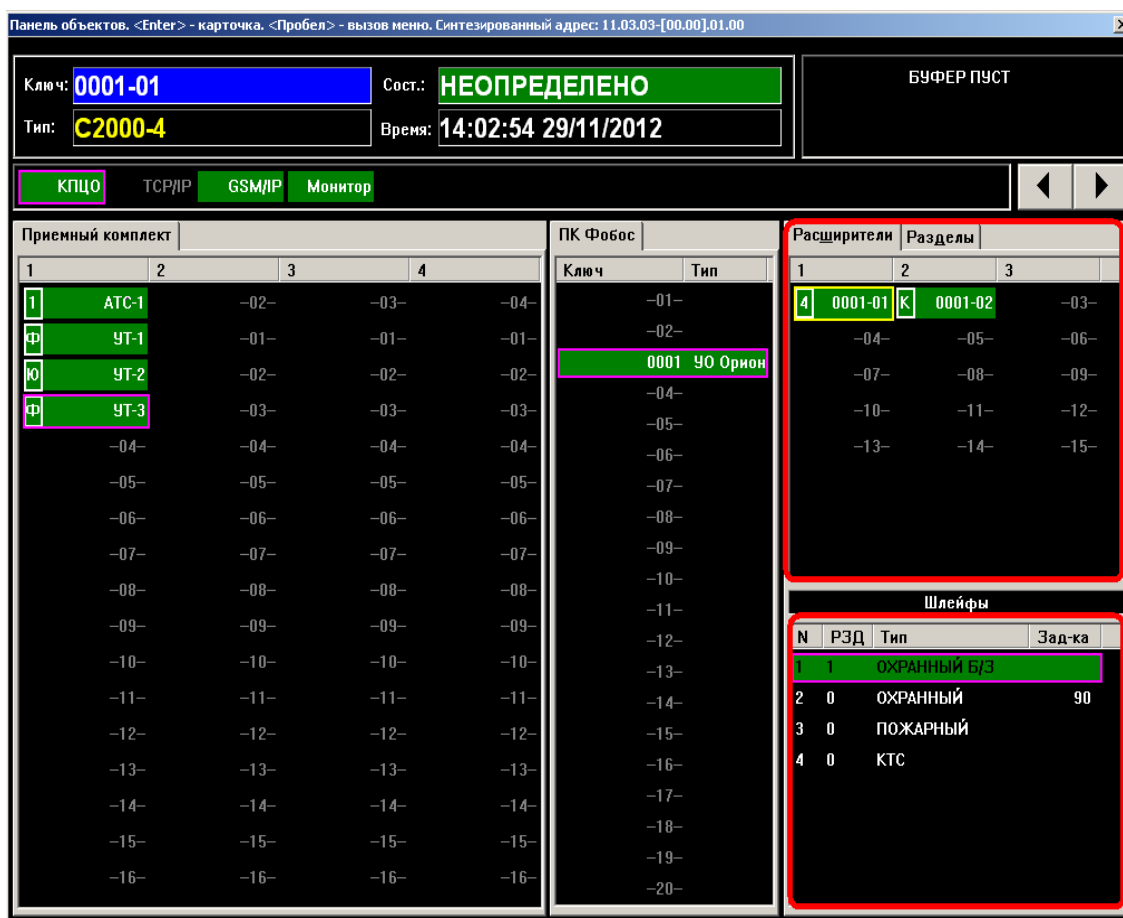 Панель объектов. <Enter> - карточка. <Пробел> - вызов меню. Синтезированный адрес: 11.03.03-[00.00].01.00
Ключ: 0001-01 Сост.: НЕОПРЕДЕЛЕНО
БУФЕР ПУСТ
Тип: С2000-4 Время: 14:02:54 29/11/2012
КПЦО TCP/IP GSM/IP Монитор
Приемный комплект
1 2 3 4
1 АТС-1 -02- -03- -04-
Ф УТ-1 -01- -01- -01-
Ю УТ-2 -02- -02- -02-
Ф УТ-3 -03- -03- -03-
-04- -04- -04- -04-
-05- -05- -05- -05-
-06- -06- -06- -06-
-07- -07- -07- -07-
-08- -08- -08- -08-
-09- -09- -09- -09-
-10- -10- -10- -10-
-11- -11- -11- -11-
-12- -12- -12- -12-
-13- -13- -13- -13-
-14- -14- -14- -14-
-15- -15- -15- -15-
-16- -16- -16- -16-
ПК Фобос
Ключ Тип
-01-
-02-
0001 УО Орион
-04-
-05-
-06-
-07-
-08-
-09-
-10-
-11-
-12-
-13-
-14-
-15-
-16-
-17-
-18-
-19-
-20-
Расширители Разделы
1 2 3
4 0001-01 К 0001-02 -03-
-04- -05- -06-
-07- -08- -09-
-10- -11- -12-
-13- -14- -15-
Шлейфы
N РЗД Тип Зад-ка
1 1 ОХРАННЫЙ Б/З
2 0 ОХРАННЫЙ 90
3 0 ПОЖАРНЫЙ
4 0 КТС